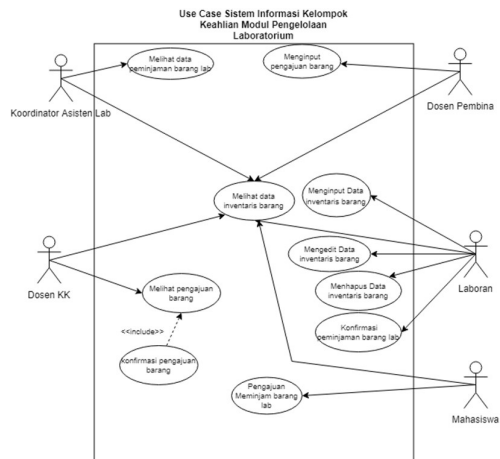 Use Case Sistem Informasi Kelompok
Keahlian Modul Pengelolaan
Laboratorium
Melihat data
peminjaman barang lab
Menginput
pengajuan barang
Koordinator Asisten Lab
Dosen Pembina
Melihat data
inventaris barang
Menginput Data
inventaris barang
Mengedit Data
inventaris barang
Menhapus Data
inventaris barang
Laboran
Dosen KK
Melihat pengajuan
barang
Konfirmasi
peminjaman barang lab
<<include>>
konfirmasi pengajuan
barang
Pengajuan
Meminjam barang
lab
Mahasiswa